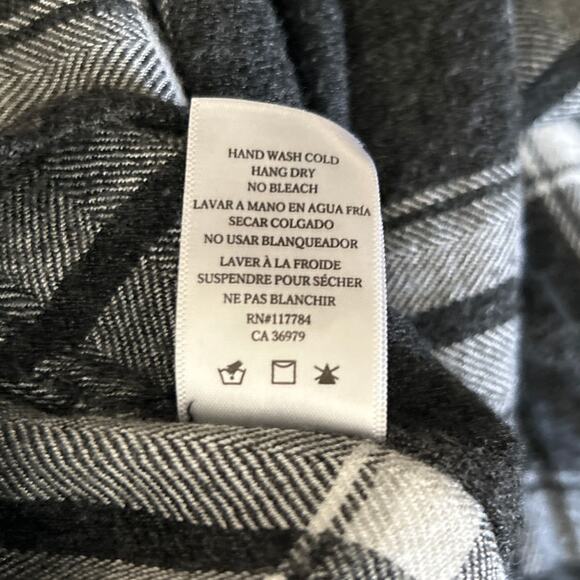 HAND WASH COLD
HANG DRY
NO BLEACH
LAVAR A MANO EN AGUA FRÍA
SECAR COLGADO
NO USAR BLANQUEADOR
LAVER À LA FROIDE
SUSPENDRE POUR SÉCHER
NE PAS BLANCHIR
RN#117784
CA 36979